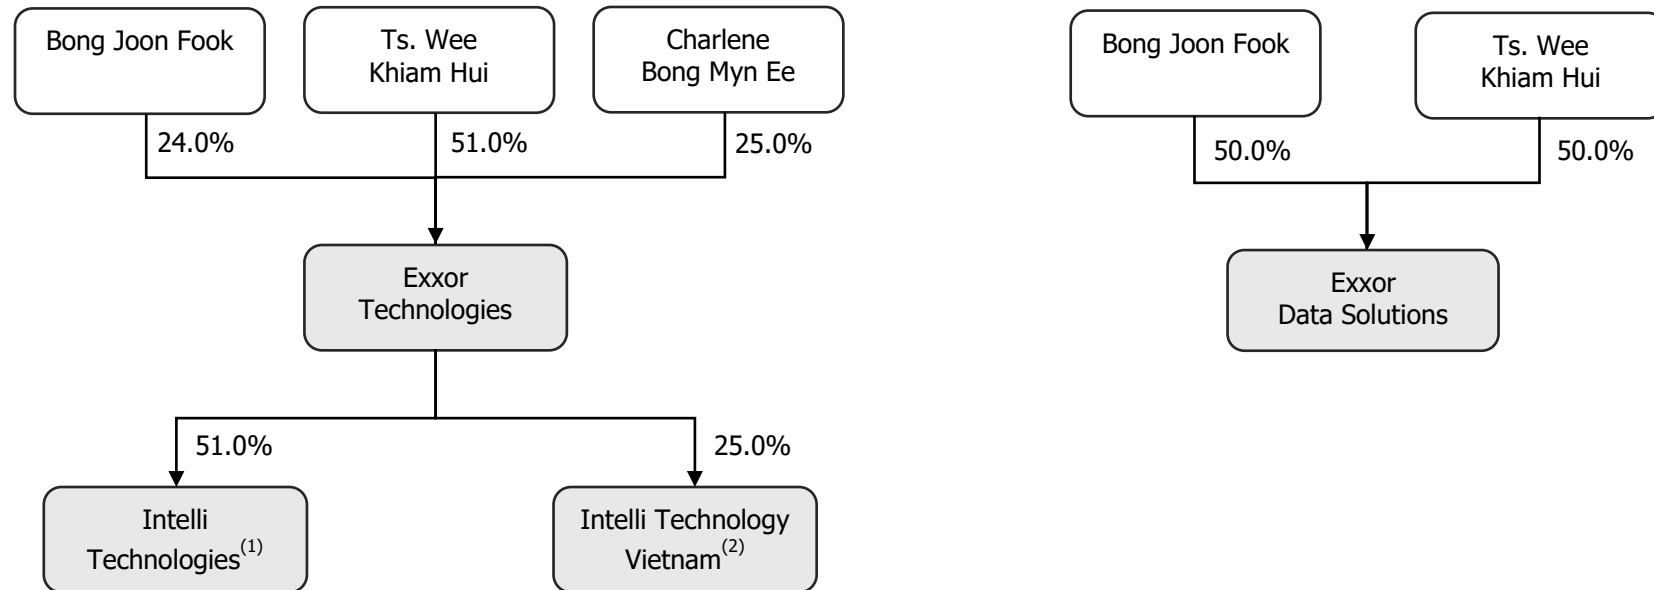 Bong Joon Fook
Ts. Wee
Khiam Hui
Charlene
Bong Myn Ee
24.0%
51.0%
25.0%
Exxor
Technologies
51.0%
25.0%
Intelli
Technologies(1)
Intelli Technology
Vietnam(2)
Bong Joon Fook
Ts. Wee
Khiam Hui
50.0%
50.0%
Exxor
Data Solutions